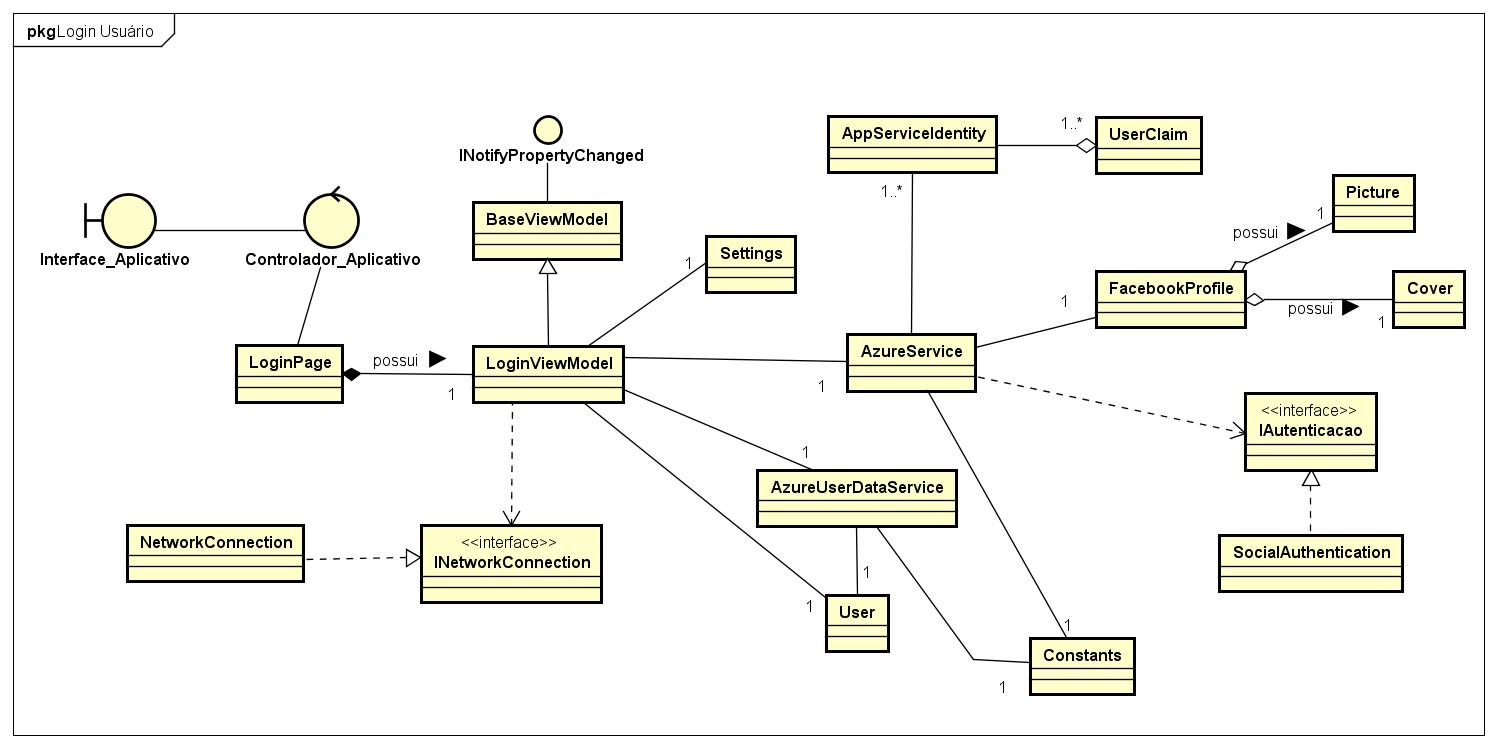 pkg Login Usuário
INotifyPropertyChanged
AppServiceIdentity
1..*
UserClaim
1..*
Interface_Aplicativo
Controlador_Aplicativo
BaseViewModel
Settings
1
Picture
1
possui
FacebookProfile
1
Cover
possui
1
LoginPage
possui
1
LoginViewModel
AzureService
1
<<interface>>
IAutenticacao
1
AzureUserDataService
NetworkConnection
<<interface>>
INetworkConnection
SocialAuthentication
1
1
User
1
Constants
1